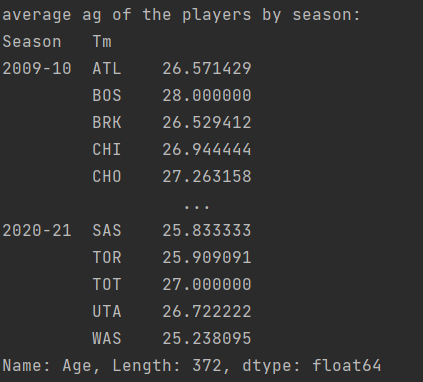 average ag of the players by season:
Season   Tm
2009-10  ATL    26.571429
         BOS    28.000000
         BRK    26.529412
         CHI    26.944444
         CHO    27.263158
                  ...
2020-21  SAS    25.833333
         TOR    25.909091
         TOT    27.000000
         UTA    26.722222
         WAS    25.238095
Name: Age, Length: 372, dtype: float64